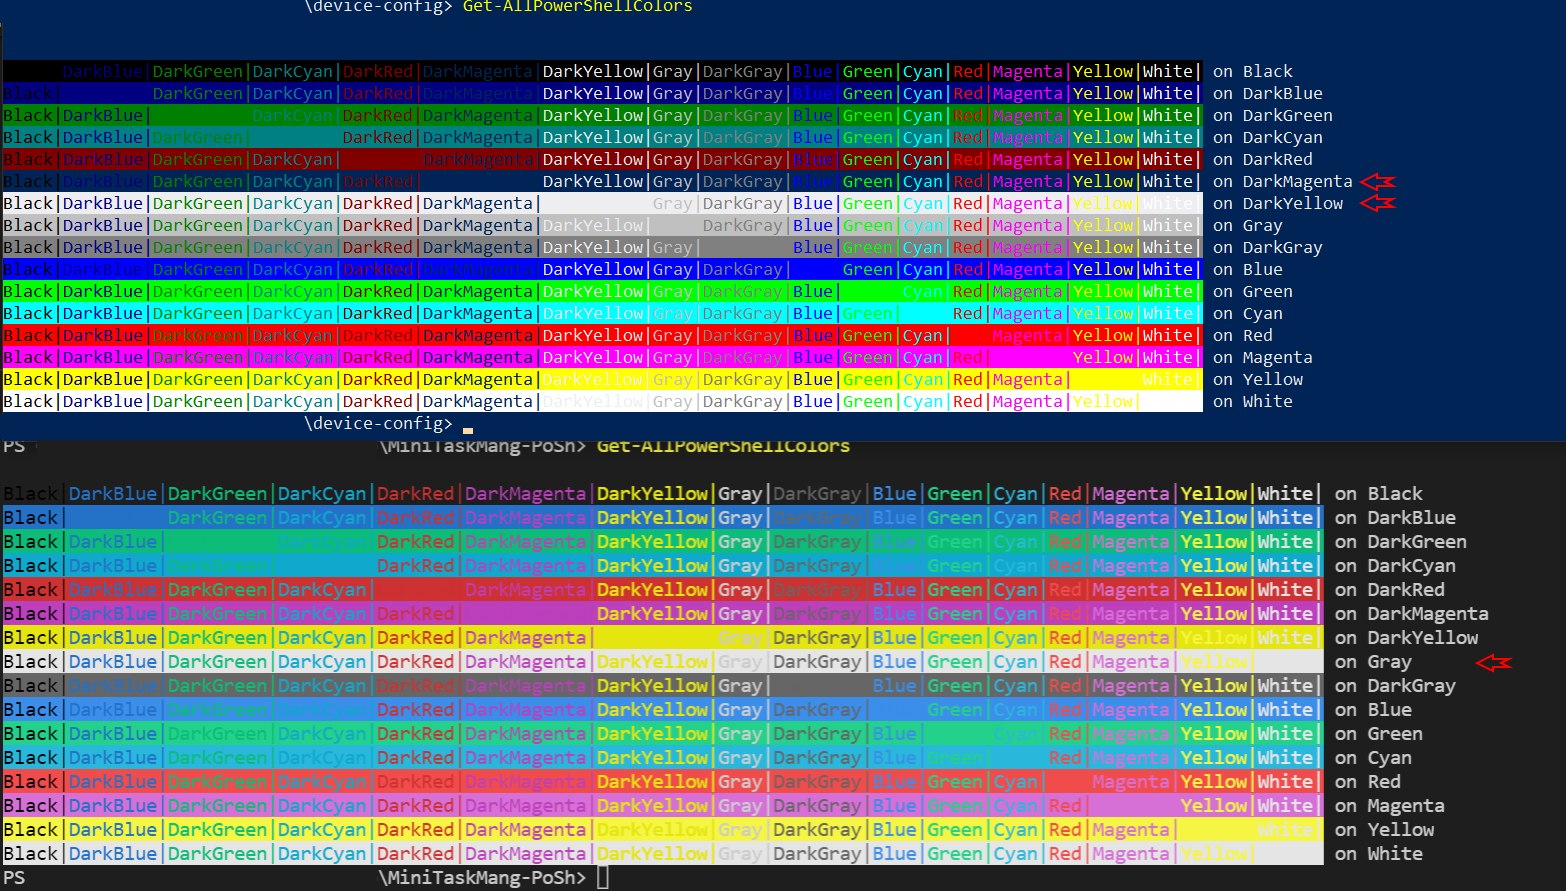 \device-config> Get-AllPowerShellColors
DarkBlue|DarkGreen|DarkCyan|DarkRed|DarkMagenta|DarkYellow|Gray|DarkGray|Blue|Green|Cyan|Red|Magenta|Yellow|White| on Black
Black| DarkGreen|DarkCyan|DarkRed|DarkMagenta|DarkYellow|Gray|DarkGray|Blue|Green|Cyan|Red|Magenta|Yellow|White| on DarkBlue
Black|DarkBlue| DarkCyan|DarkRed|DarkMagenta|DarkYellow|Gray|DarkGray|Blue|Green|Cyan|Red|Magenta|Yellow|White| on DarkGreen
Black|DarkBlue|DarkGreen| DarkRed|DarkMagenta|DarkYellow|Gray|DarkGray|Blue|Green|Cyan|Red|Magenta|Yellow|White| on DarkCyan
Black|DarkBlue|DarkGreen|DarkCyan| DarkMagenta|DarkYellow|Gray|DarkGray|Blue|Green|Cyan|Red|Magenta|Yellow|White| on DarkRed
Black|DarkBlue|DarkGreen|DarkCyan|DarkRed| DarkYellow|Gray|DarkGray|Blue|Green|Cyan|Red|Magenta|Yellow|White| on DarkMagenta
Black|DarkBlue|DarkGreen|DarkCyan|DarkRed|DarkMagenta| Gray|DarkGray|Blue|Green|Cyan|Red|Magenta|Yellow|White| on DarkYellow
Black|DarkBlue|DarkGreen|DarkCyan|DarkRed|DarkMagenta|DarkYellow| DarkGray|Blue|Green|Cyan|Red|Magenta|Yellow|White| on Gray
Black|DarkBlue|DarkGreen|DarkCyan|DarkRed|DarkMagenta|DarkYellow|Gray| Blue|Green|Cyan|Red|Magenta|Yellow|White| on DarkGray
Black|DarkBlue|DarkGreen|DarkCyan|DarkRed|DarkMagenta|DarkYellow|Gray|DarkGray| Green|Cyan|Red|Magenta|Yellow|White| on Blue
Black|DarkBlue|DarkGreen|DarkCyan|DarkRed|DarkMagenta|DarkYellow|Gray|DarkGray|Blue| Cyan|Red|Magenta|Yellow|White| on Green
Black|DarkBlue|DarkGreen|DarkCyan|DarkRed|DarkMagenta|DarkYellow|Gray|DarkGray|Blue|Green| Red|Magenta|Yellow|White| on Cyan
Black|DarkBlue|DarkGreen|DarkCyan|DarkRed|DarkMagenta|DarkYellow|Gray|DarkGray|Blue|Green|Cyan| Magenta|Yellow|White| on Red
Black|DarkBlue|DarkGreen|DarkCyan|DarkRed|DarkMagenta|DarkYellow|Gray|DarkGray|Blue|Green|Cyan|Red| Yellow|White| on Magenta
Black|DarkBlue|DarkGreen|DarkCyan|DarkRed|DarkMagenta|DarkYellow|Gray|DarkGray|Blue|Green|Cyan|Red|Magenta| White| on Yellow
Black|DarkBlue|DarkGreen|DarkCyan|DarkRed|DarkMagenta|DarkYellow|Gray|DarkGray|Blue|Green|Cyan|Red|Magenta|Yellow| on White
\device-config>
PS \MiniTaskMang-PoSh> Get-AllPowerShellColors
Black|DarkBlue|DarkGreen|DarkCyan|DarkRed|DarkMagenta|DarkYellow|Gray|DarkGray|Blue|Green|Cyan|Red|Magenta|Yellow|White| on Black
Black| DarkGreen|DarkCyan|DarkRed|DarkMagenta|DarkYellow|Gray|DarkGray|Blue|Green|Cyan|Red|Magenta|Yellow|White| on DarkBlue
Black|DarkBlue| DarkCyan|DarkRed|DarkMagenta|DarkYellow|Gray|DarkGray|Blue|Green|Cyan|Red|Magenta|Yellow|White| on DarkGreen
Black|DarkBlue|DarkGreen| DarkRed|DarkMagenta|DarkYellow|Gray|DarkGray|Blue|Green|Cyan|Red|Magenta|Yellow|White| on DarkCyan
Black|DarkBlue|DarkGreen|DarkCyan|DarkRed| DarkMagenta|DarkYellow|Gray|DarkGray|Blue|Green|Cyan|Red|Magenta|Yellow|White| on DarkRed
Black|DarkBlue|DarkGreen|DarkCyan|DarkRed| DarkYellow|Gray|DarkGray|Blue|Green|Cyan|Red|Magenta|Yellow|White| on DarkMagenta
Black|DarkBlue|DarkGreen|DarkCyan|DarkRed|DarkMagenta| Gray|DarkGray|Blue|Green|Cyan|Red|Magenta|Yellow|White| on DarkYellow
Black|DarkBlue|DarkGreen|DarkCyan|DarkRed|DarkMagenta|DarkYellow|Gray|DarkGray|Blue|Green|Cyan|Red|Magenta|Yellow| on Gray
Black|DarkBlue|DarkGreen|DarkCyan|DarkRed|DarkMagenta|DarkYellow|Gray| Blue|Green|Cyan|Red|Magenta|Yellow|White| on DarkGray
Black|DarkBlue|DarkGreen|DarkCyan|DarkRed|DarkMagenta|DarkYellow|Gray|DarkGray| Green|Cyan|Red|Magenta|Yellow|White| on Blue
Black|DarkBlue|DarkGreen|DarkCyan|DarkRed|DarkMagenta|DarkYellow|Gray|DarkGray|Blue| Cyan|Red|Magenta|Yellow|White| on Green
Black|DarkBlue|DarkGreen|DarkCyan|DarkRed|DarkMagenta|DarkYellow|Gray|DarkGray|Blue|Green| Red|Magenta|Yellow|White| on Cyan
Black|DarkBlue|DarkGreen|DarkCyan|DarkRed|DarkMagenta|DarkYellow|Gray|DarkGray|Blue|Green|Cyan| Magenta|Yellow|White| on Red
Black|DarkBlue|DarkGreen|DarkCyan|DarkRed|DarkMagenta|DarkYellow|Gray|DarkGray|Blue|Green|Cyan|Red| Yellow|White| on Magenta
Black|DarkBlue|DarkGreen|DarkCyan|DarkRed|DarkMagenta|DarkYellow|Gray|DarkGray|Blue|Green|Cyan|Red|Magenta| White| on Yellow
Black|DarkBlue|DarkGreen|DarkCyan|DarkRed|DarkMagenta|DarkYellow|Gray|DarkGray|Blue|Green|Cyan|Red|Magenta|Yellow| on White
PS \MiniTaskMang-PoSh>